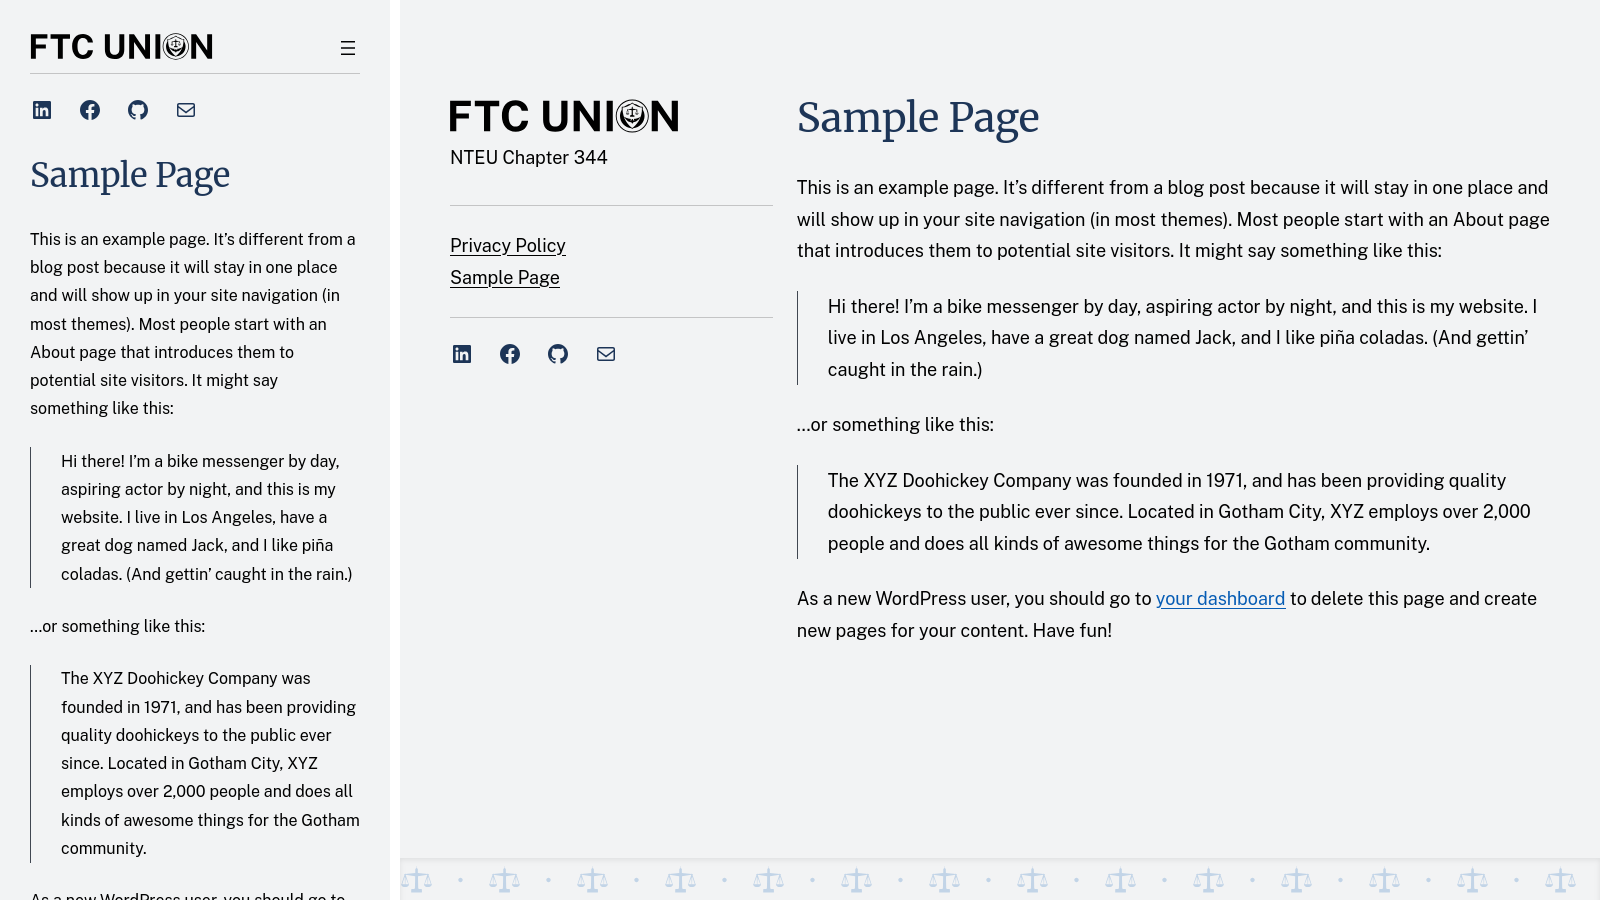 FTC UNION
Sample Page
This is an example page. It’s different from a
blog post because it will stay in one place
and will show up in your site navigation (in
most themes). Most people start with an
About page that introduces them to
potential site visitors. It might say
something like this:
Hi there! I’m a bike messenger by day,
aspiring actor by night, and this is my
website. I live in Los Angeles, have a
great dog named Jack, and I like piña
coladas. (And gettin’ caught in the rain.)
…or something like this:
The XYZ Doohickey Company was
founded in 1971, and has been providing
quality doohickeys to the public ever
since. Located in Gotham City, XYZ
employs over 2,000 people and does all
kinds of awesome things for the Gotham
community.
As a new WordPress user, you should go to
FTC UNION
NTEU Chapter 344
Privacy Policy
Sample Page
Sample Page
This is an example page. It’s different from a blog post because it will stay in one place and
will show up in your site navigation (in most themes). Most people start with an About page
that introduces them to potential site visitors. It might say something like this:
Hi there! I’m a bike messenger by day, aspiring actor by night, and this is my website. I
live in Los Angeles, have a great dog named Jack, and I like piña coladas. (And gettin’
caught in the rain.)
…or something like this:
The XYZ Doohickey Company was founded in 1971, and has been providing quality
doohickeys to the public ever since. Located in Gotham City, XYZ employs over 2,000
people and does all kinds of awesome things for the Gotham community.
As a new WordPress user, you should go to your dashboard to delete this page and create
new pages for your content. Have fun!